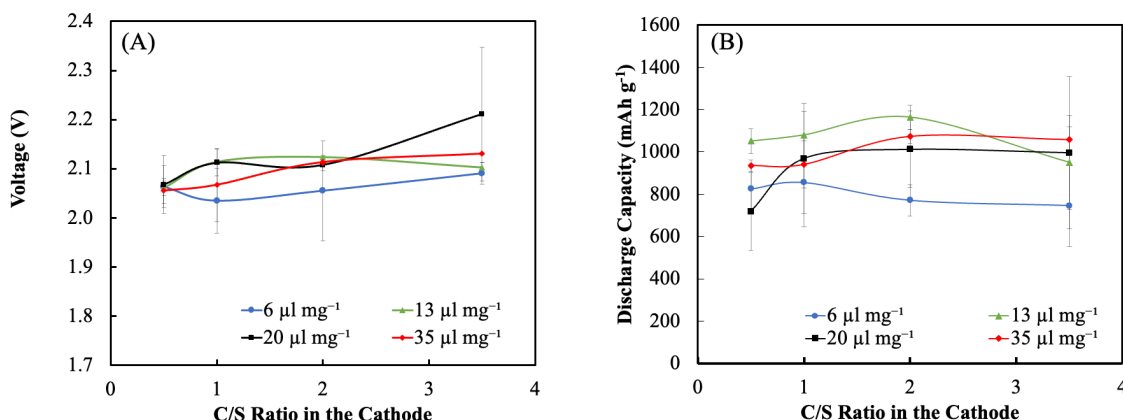 (A)
Voltage (V)
2.4
2.3
2.2
2.1
2.0
1.9
1.8
1.7
0 1 2 3 4
C/S Ratio in the Cathode
6 µl mg⁻¹ 13 µl mg⁻¹
20 µl mg⁻¹ 35 µl mg⁻¹
(B)
Discharge Capacity (mAh g⁻¹)
1600
1400
1200
1000
800
600
400
200
0
0 1 2 3 4
C/S Ratio in the Cathode
6 µl mg⁻¹ 13 µl mg⁻¹
20 µl mg⁻¹ 35 µl mg⁻¹